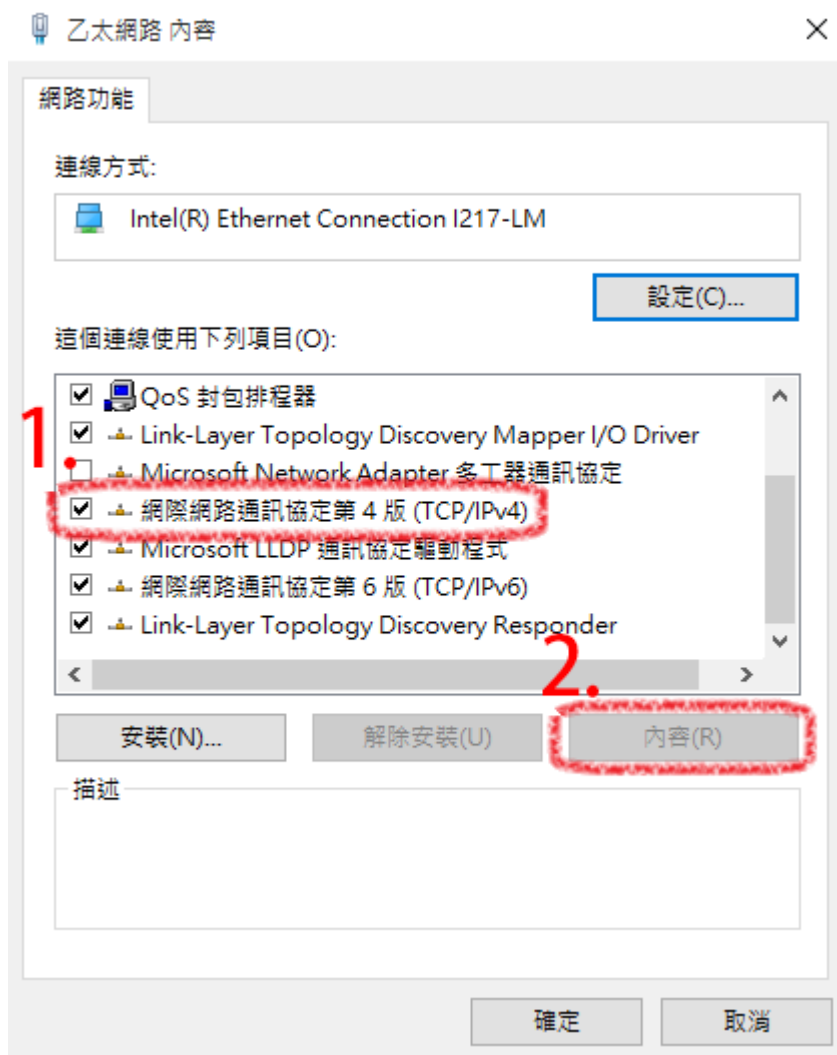 乙太網路 內容
網路功能
連線方式:
Intel(R) Ethernet Connection I217-LM
設定(C)...
這個連線使用下列項目(O):
QoS 封包排程器
1.
Link-Layer Topology Discovery Mapper I/O Driver
Microsoft Network Adapter 多工器通訊協定
網際網路通訊協定第 4 版 (TCP/IPv4)
Microsoft LLDP 通訊協定驅動程式
網際網路通訊協定第 6 版 (TCP/IPv6)
Link-Layer Topology Discovery Responder
2.
安裝(N)... 解除安裝(U) 內容(R)
描述
確定 取消